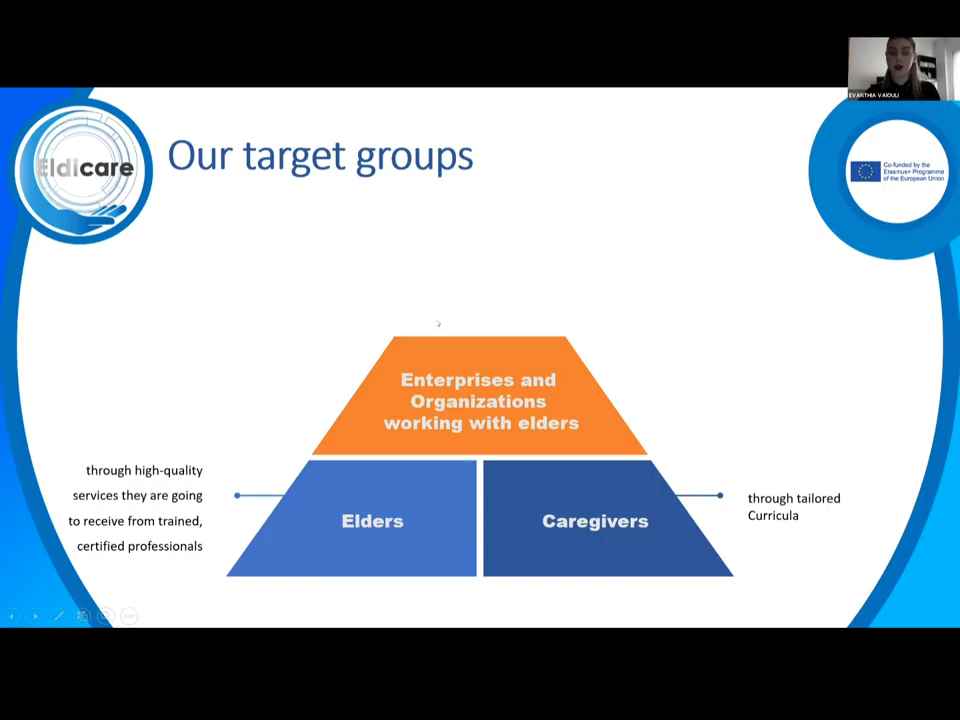 EVANTHIA VAIOULI
Eldicare
Our target groups
Co-funded by the
Erasmus+ Programme
of the European Union
Enterprises and
Organizations
working with elders
through high-quality
services they are going
to receive from trained,
certified professionals
Elders
Caregivers
through tailored
Curricula